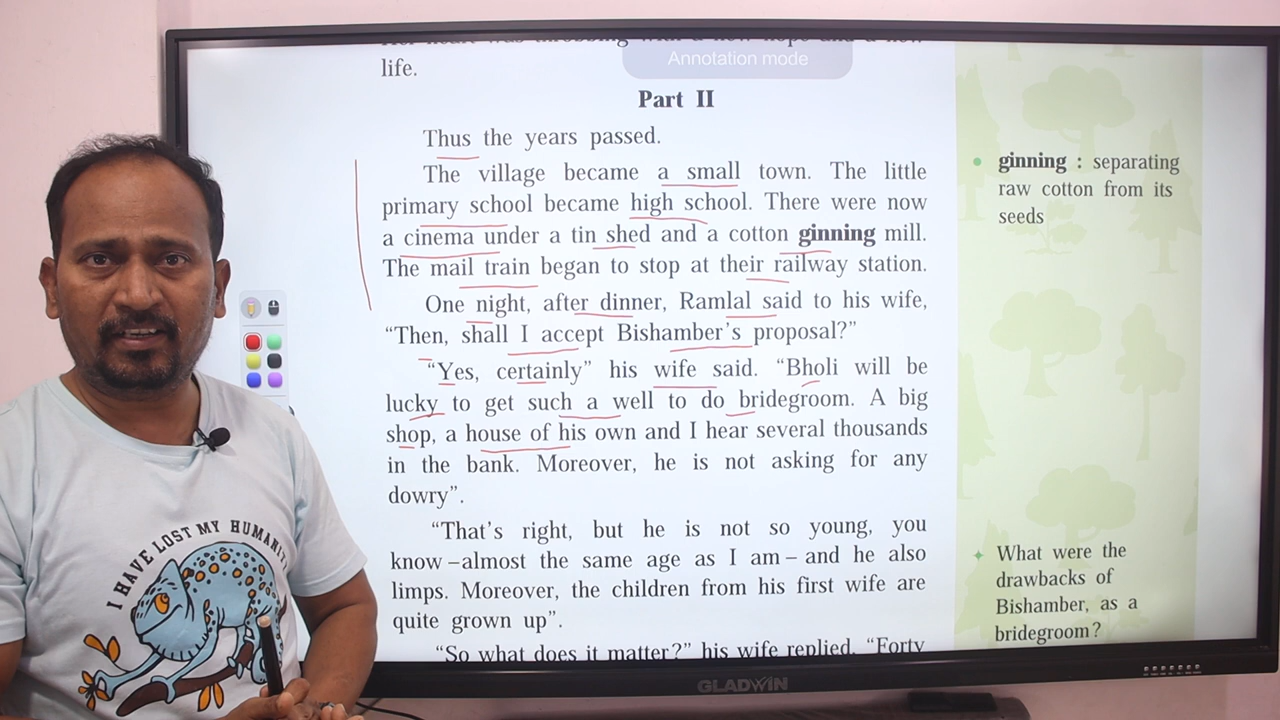 life.
Annotation mode
Part II
Thus the years passed.
The village became a small town. The little
primary school became high school. There were now
a cinema under a tin shed and a cotton ginning mill.
The mail train began to stop at their railway station.
One night, after dinner, Ramlal said to his wife,
“Then, shall I accept Bishamber’s proposal?”
“Yes, certainly” his wife said. “Bholi will be
lucky to get such a well to do bridegroom. A big
shop, a house of his own and I hear several thousands
in the bank. Moreover, he is not asking for any
dowry”.
“That’s right, but he is not so young, you
know – almost the same age as I am – and he also
limps. Moreover, the children from his first wife are
quite grown up”.
“So what does it matter?” his wife replied. “Forty
ginning : separating
raw cotton from its
seeds
What were the
drawbacks of
Bishamber, as a
bridegroom?
GLADWIN
I HAVE LOST MY HUMANITY